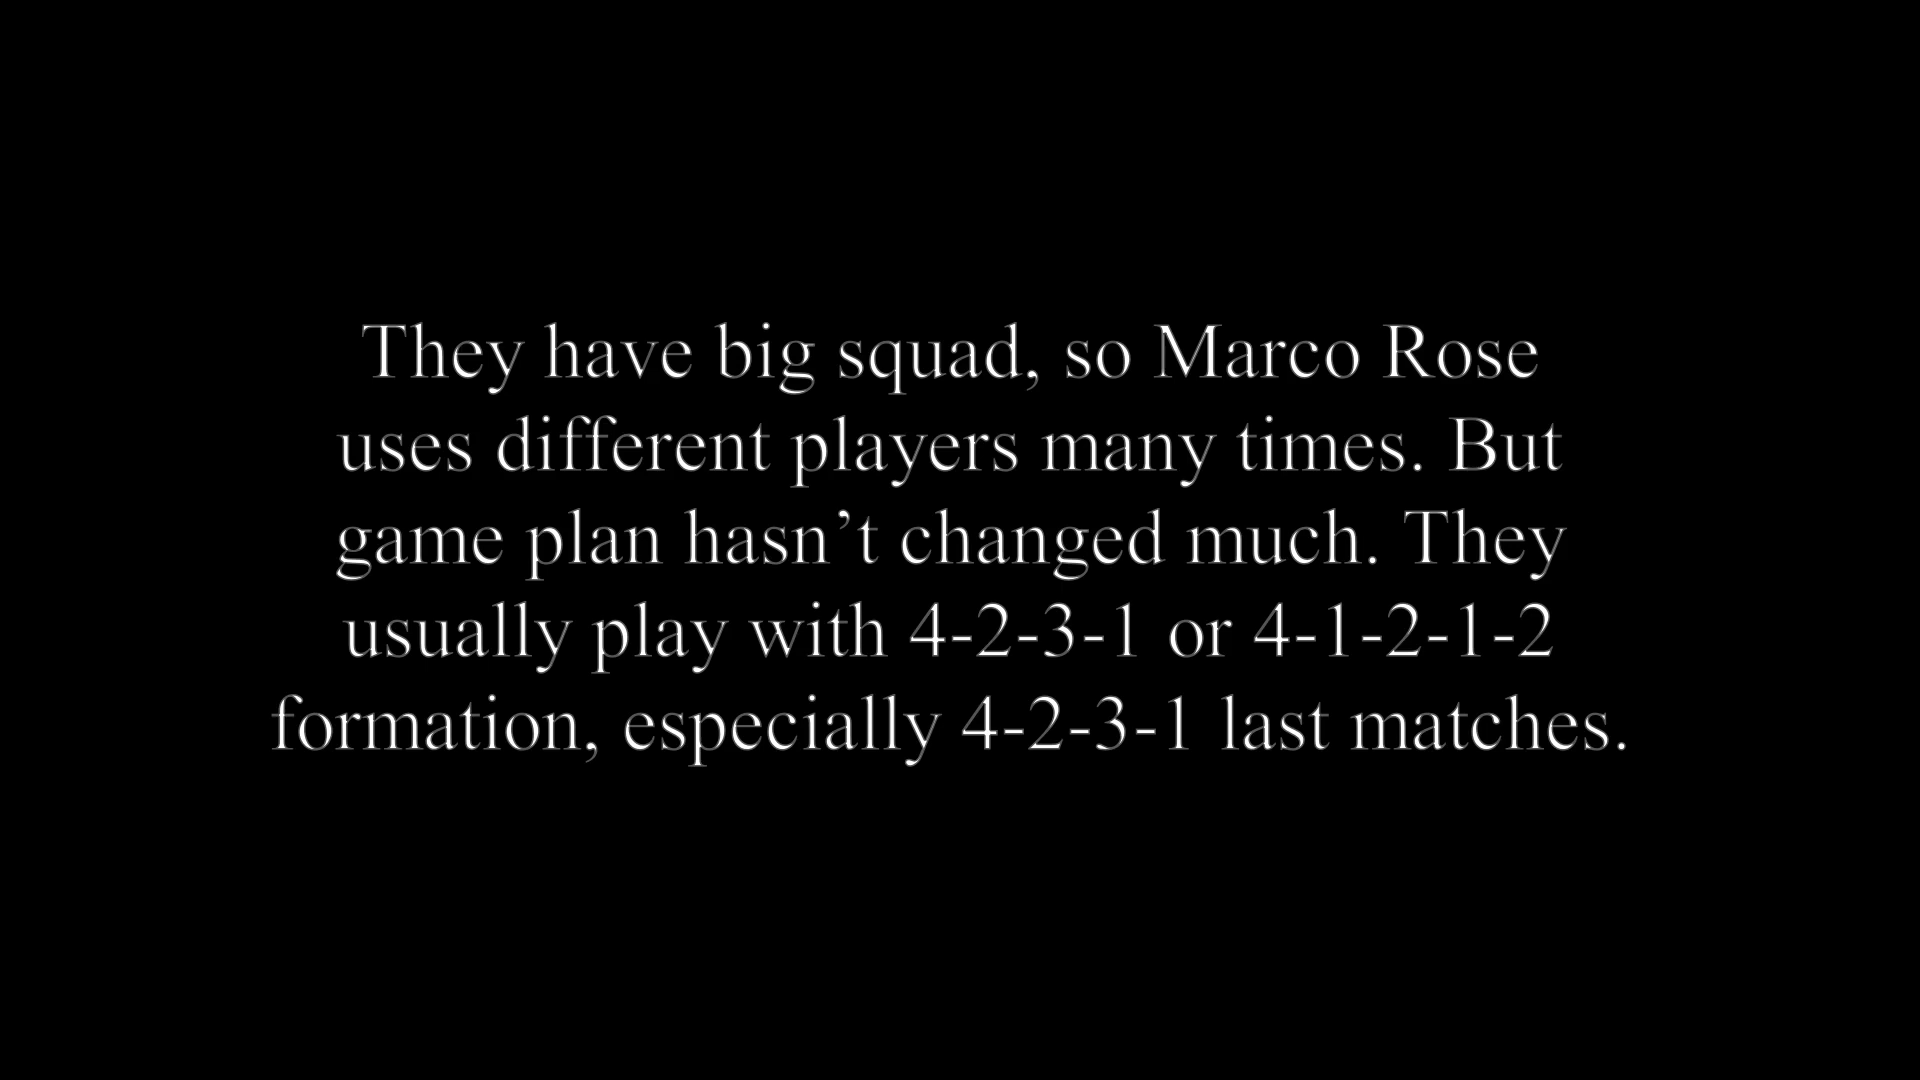 They have big squad, so Marco Rose
uses different players many times. But
game plan hasn’t changed much. They
usually play with 4-2-3-1 or 4-1-2-1-2
formation, especially 4-2-3-1 last matches.